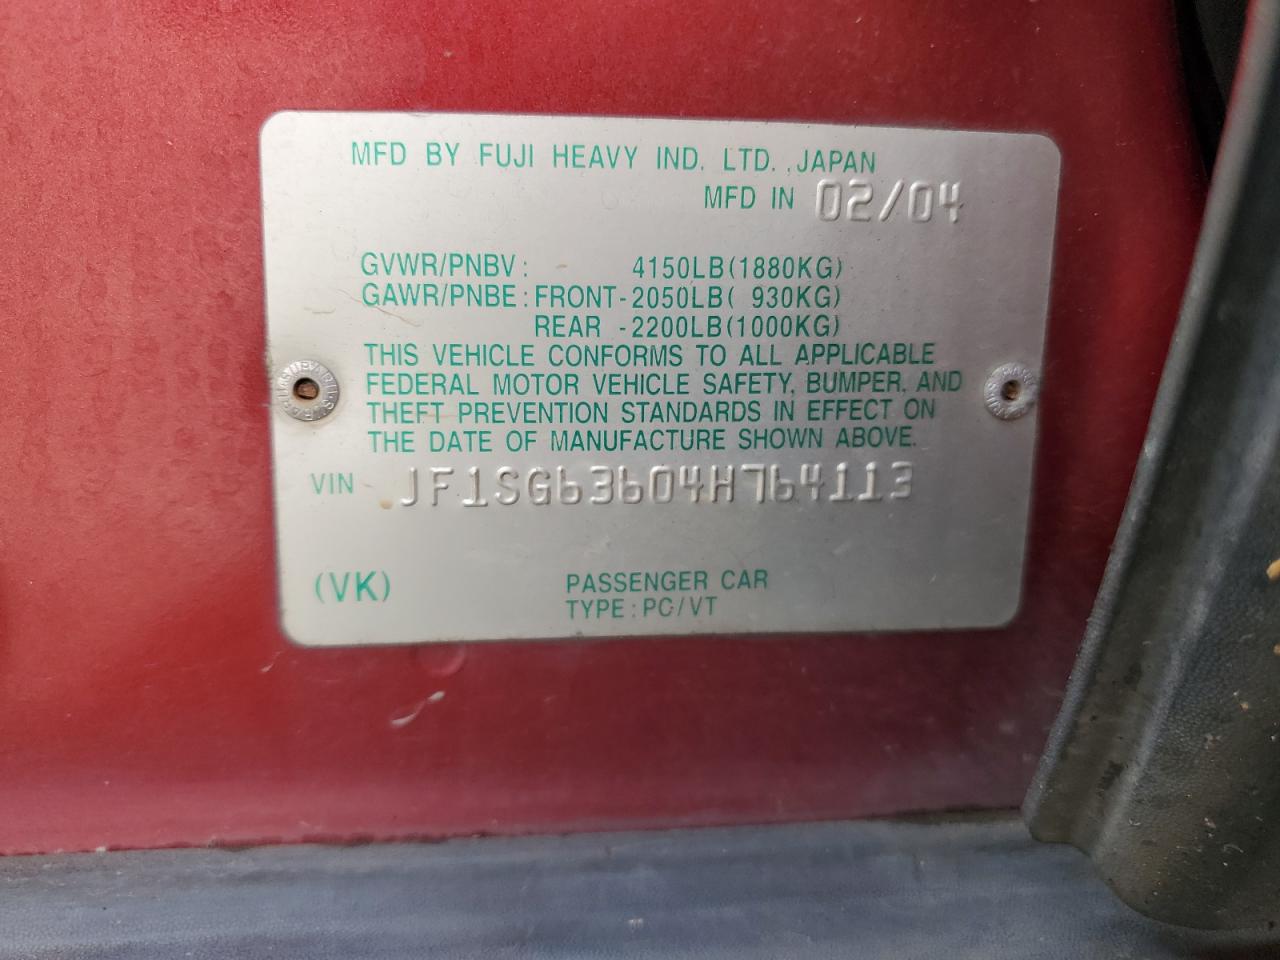 MFD BY FUJI HEAVY IND. LTD., JAPAN
MFD IN 02/04
GVWR/PNBV: 4150LB(1880KG)
GAWR/PNBE: FRONT-2050LB( 930KG)
REAR -2200LB(1000KG)
THIS VEHICLE CONFORMS TO ALL APPLICABLE
FEDERAL MOTOR VEHICLE SAFETY, BUMPER, AND
THEFT PREVENTION STANDARDS IN EFFECT ON
THE DATE OF MANUFACTURE SHOWN ABOVE.
VIN JF1SG63604H764113
(VK) PASSENGER CAR
TYPE: PC/VT